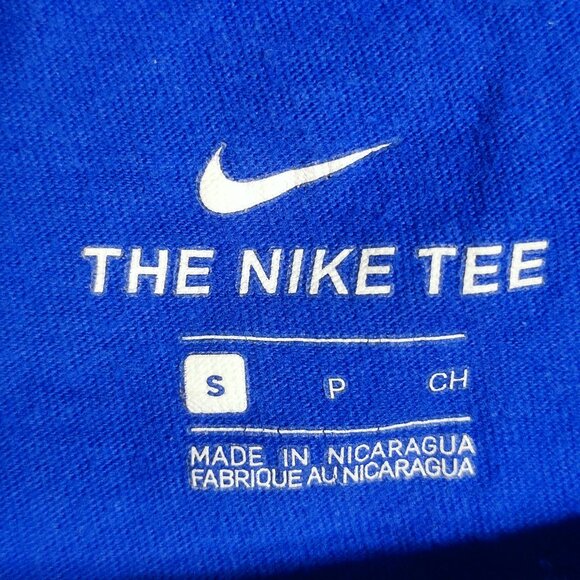 THE NIKE TEE
S P CH
MADE IN NICARAGUA
FABRIQUE AU NICARAGUA